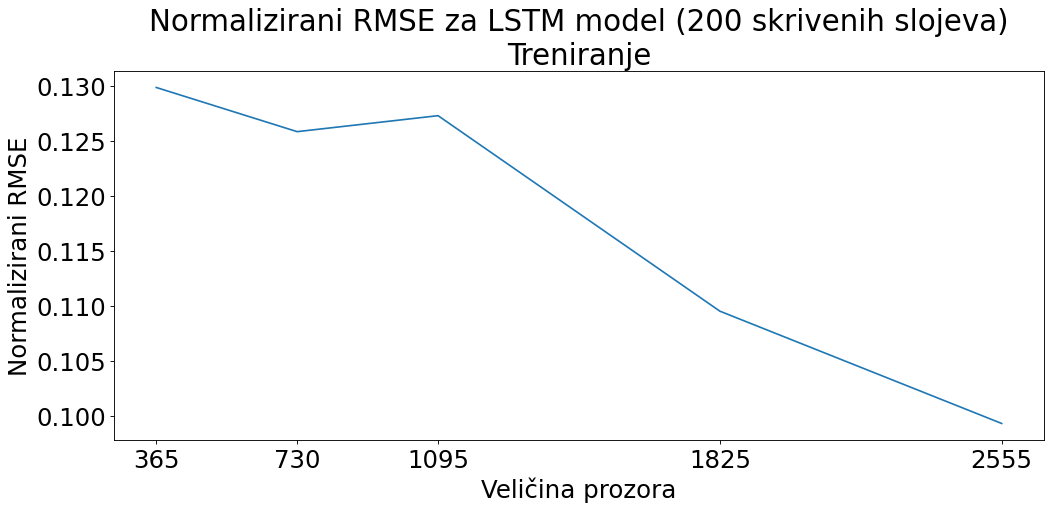 Normalizirani RMSE za LSTM model (200 skrivenih slojeva)
Treniranje
Normalizirani RMSE
0.130
0.125
0.120
0.115
0.110
0.105
0.100
365 730 1095 1825 2555
Veličina prozora